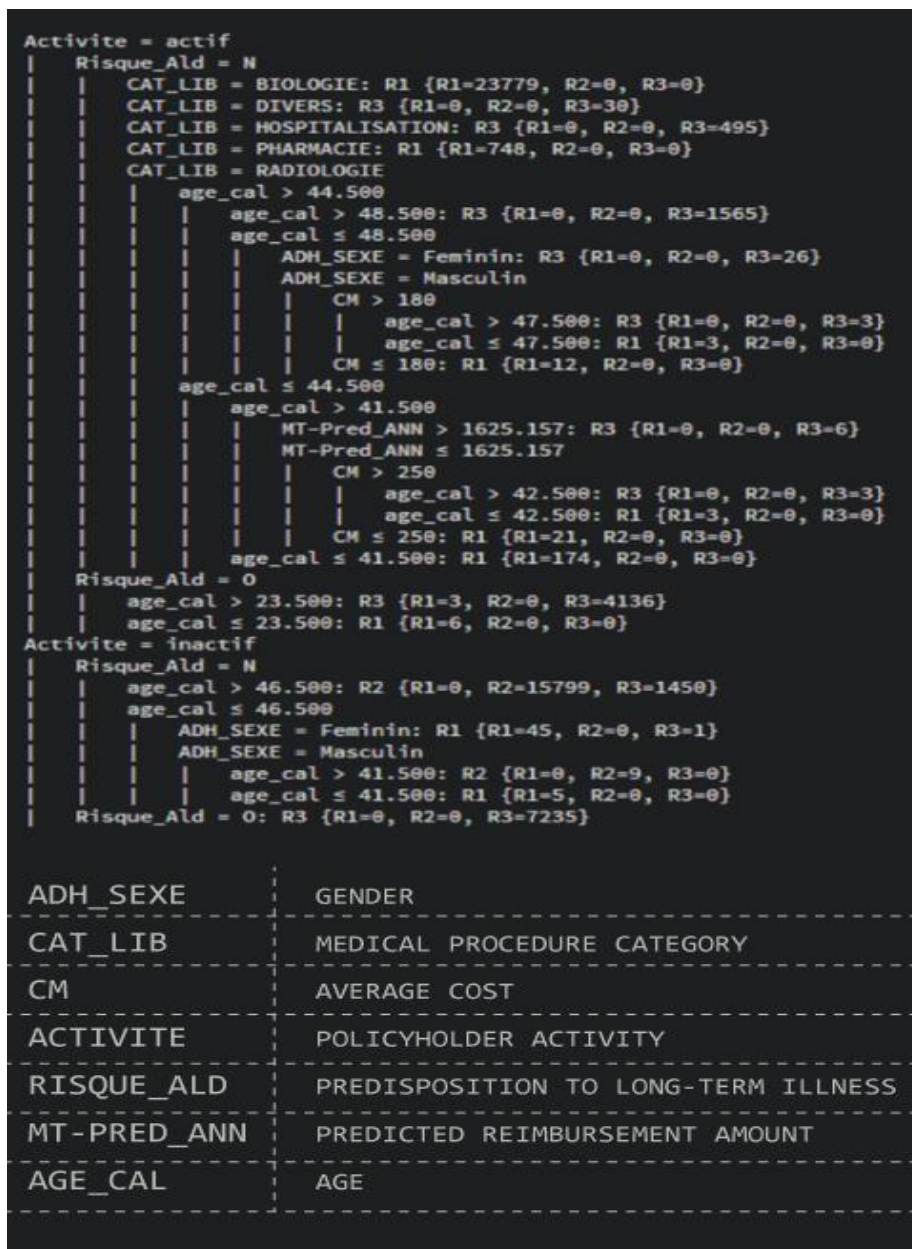 Activite = actif
| Risque_Ald = N
| | CAT_LIB = BIOLOGIE: R1 {R1=23779, R2=0, R3=0}
| | CAT_LIB = DIVERS: R3 {R1=0, R2=0, R3=30}
| | CAT_LIB = HOSPITALISATION: R3 {R1=0, R2=0, R3=495}
| | CAT_LIB = PHARMACIE: R1 {R1=748, R2=0, R3=0}
| | CAT_LIB = RADIOLOGIE
| | | age_cal > 44.500
| | | | age_cal > 48.500: R3 {R1=0, R2=0, R3=1565}
| | | | age_cal ≤ 48.500
| | | | | ADH_SEXE = Feminin: R3 {R1=0, R2=0, R3=26}
| | | | | ADH_SEXE = Masculin
| | | | | | CM > 180
| | | | | | | age_cal > 47.500: R3 {R1=0, R2=0, R3=3}
| | | | | | | age_cal ≤ 47.500: R1 {R1=3, R2=0, R3=0}
| | | | | | CM ≤ 180: R1 {R1=12, R2=0, R3=0}
| | | age_cal ≤ 44.500
| | | | age_cal > 41.500
| | | | | MT-Pred_ANN > 1625.157: R3 {R1=0, R2=0, R3=6}
| | | | | MT-Pred_ANN ≤ 1625.157
| | | | | | CM > 250
| | | | | | | age_cal > 42.500: R3 {R1=0, R2=0, R3=3}
| | | | | | | age_cal ≤ 42.500: R1 {R1=3, R2=0, R3=0}
| | | | | | CM ≤ 250: R1 {R1=21, R2=0, R3=0}
| | | | age_cal ≤ 41.500: R1 {R1=174, R2=0, R3=0}
| Risque_Ald = O
| | age_cal > 23.500: R3 {R1=3, R2=0, R3=4136}
| | age_cal ≤ 23.500: R1 {R1=6, R2=0, R3=0}
Activite = inactif
| Risque_Ald = N
| | age_cal > 46.500: R2 {R1=0, R2=15799, R3=1450}
| | age_cal ≤ 46.500
| | | ADH_SEXE = Feminin: R1 {R1=45, R2=0, R3=1}
| | | ADH_SEXE = Masculin
| | | | age_cal > 41.500: R2 {R1=0, R2=9, R3=0}
| | | | age_cal ≤ 41.500: R1 {R1=5, R2=0, R3=0}
| Risque_Ald = O: R3 {R1=0, R2=0, R3=7235}
ADH_SEXE GENDER
CAT_LIB MEDICAL PROCEDURE CATEGORY
CM AVERAGE COST
ACTIVITE POLICYHOLDER ACTIVITY
RISQUE_ALD PREDISPOSITION TO LONG-TERM ILLNESS
MT-PRED_ANN PREDICTED REIMBURSEMENT AMOUNT
AGE_CAL AGE